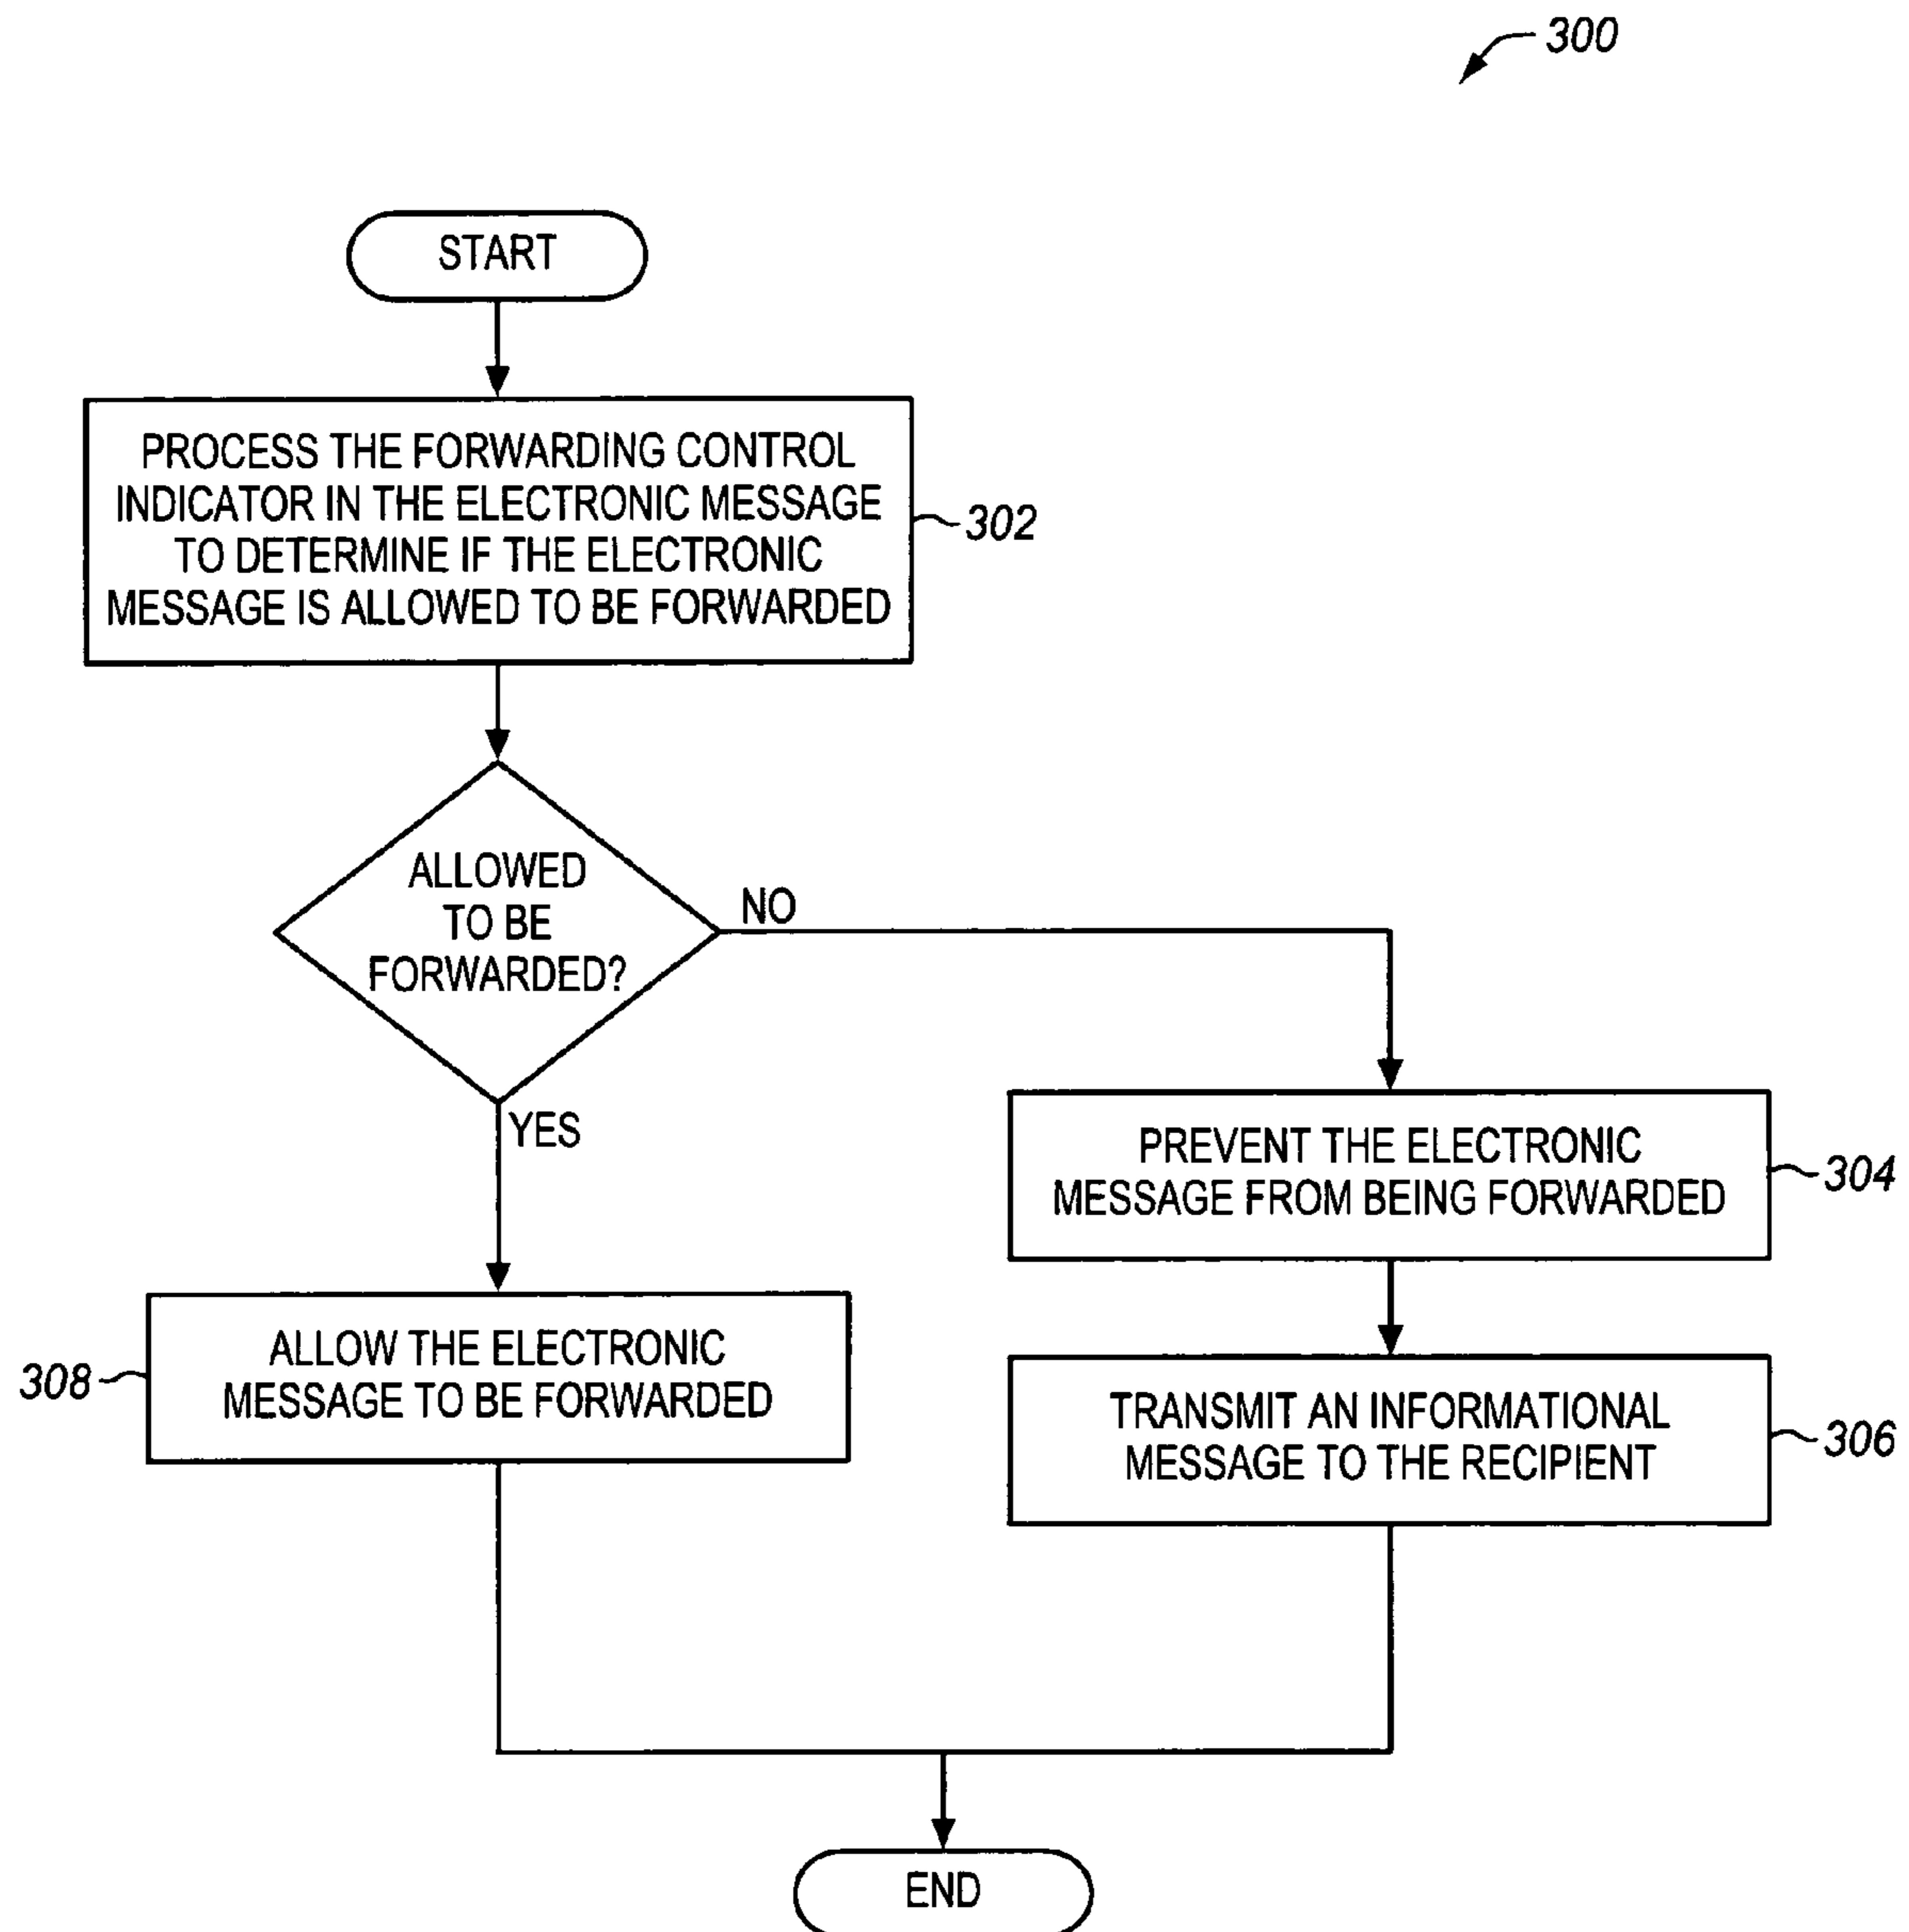 300
START
PROCESS THE FORWARDING CONTROL
INDICATOR IN THE ELECTRONIC MESSAGE
TO DETERMINE IF THE ELECTRONIC
MESSAGE IS ALLOWED TO BE FORWARDED
302
ALLOWED
TO BE
FORWARDED?
NO
YES
PREVENT THE ELECTRONIC
MESSAGE FROM BEING FORWARDED
304
ALLOW THE ELECTRONIC
MESSAGE TO BE FORWARDED
308
TRANSMIT AN INFORMATIONAL
MESSAGE TO THE RECIPIENT
306
END